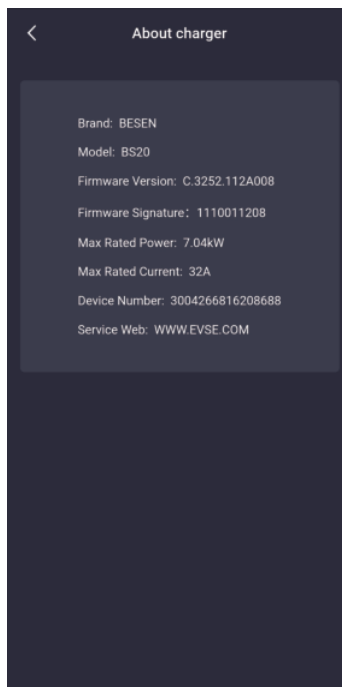 About charger
Brand: BESEN
Model: BS20
Firmware Version: C.3252.112A008
Firmware Signature: 1110011208
Max Rated Power: 7.04kW
Max Rated Current: 32A
Device Number: 3004266816208688
Service Web: WWW.EVSE.COM